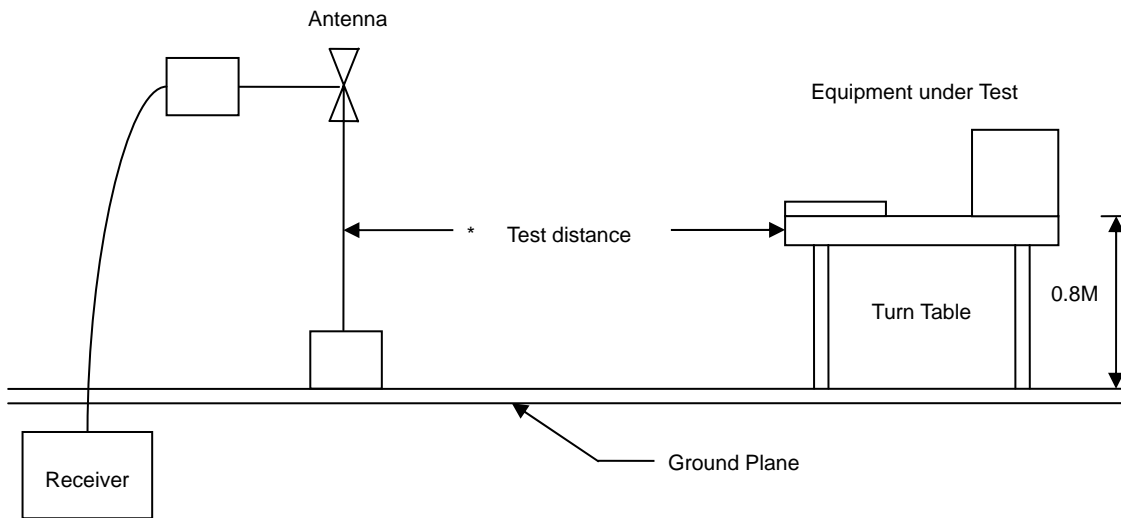 Antenna
Equipment under Test
* Test distance
0.8M
Turn Table
Ground Plane
Receiver